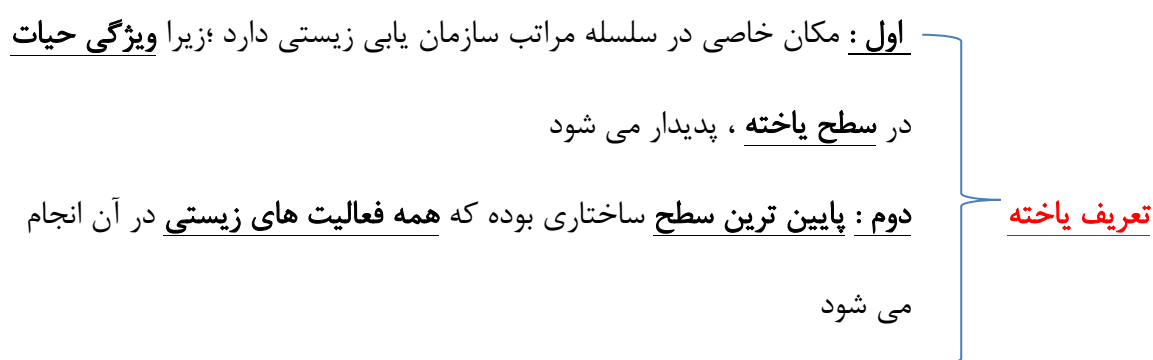 تعریف یاخته
اول : مکان خاصی در سلسله مراتب سازمان یابی زیستی دارد ؛زیرا ویژگی حیات
در سطح یاخته ، پدیدار می شود
دوم : پایین ترین سطح ساختاری بوده که همه فعالیت های زیستی در آن انجام
می شود